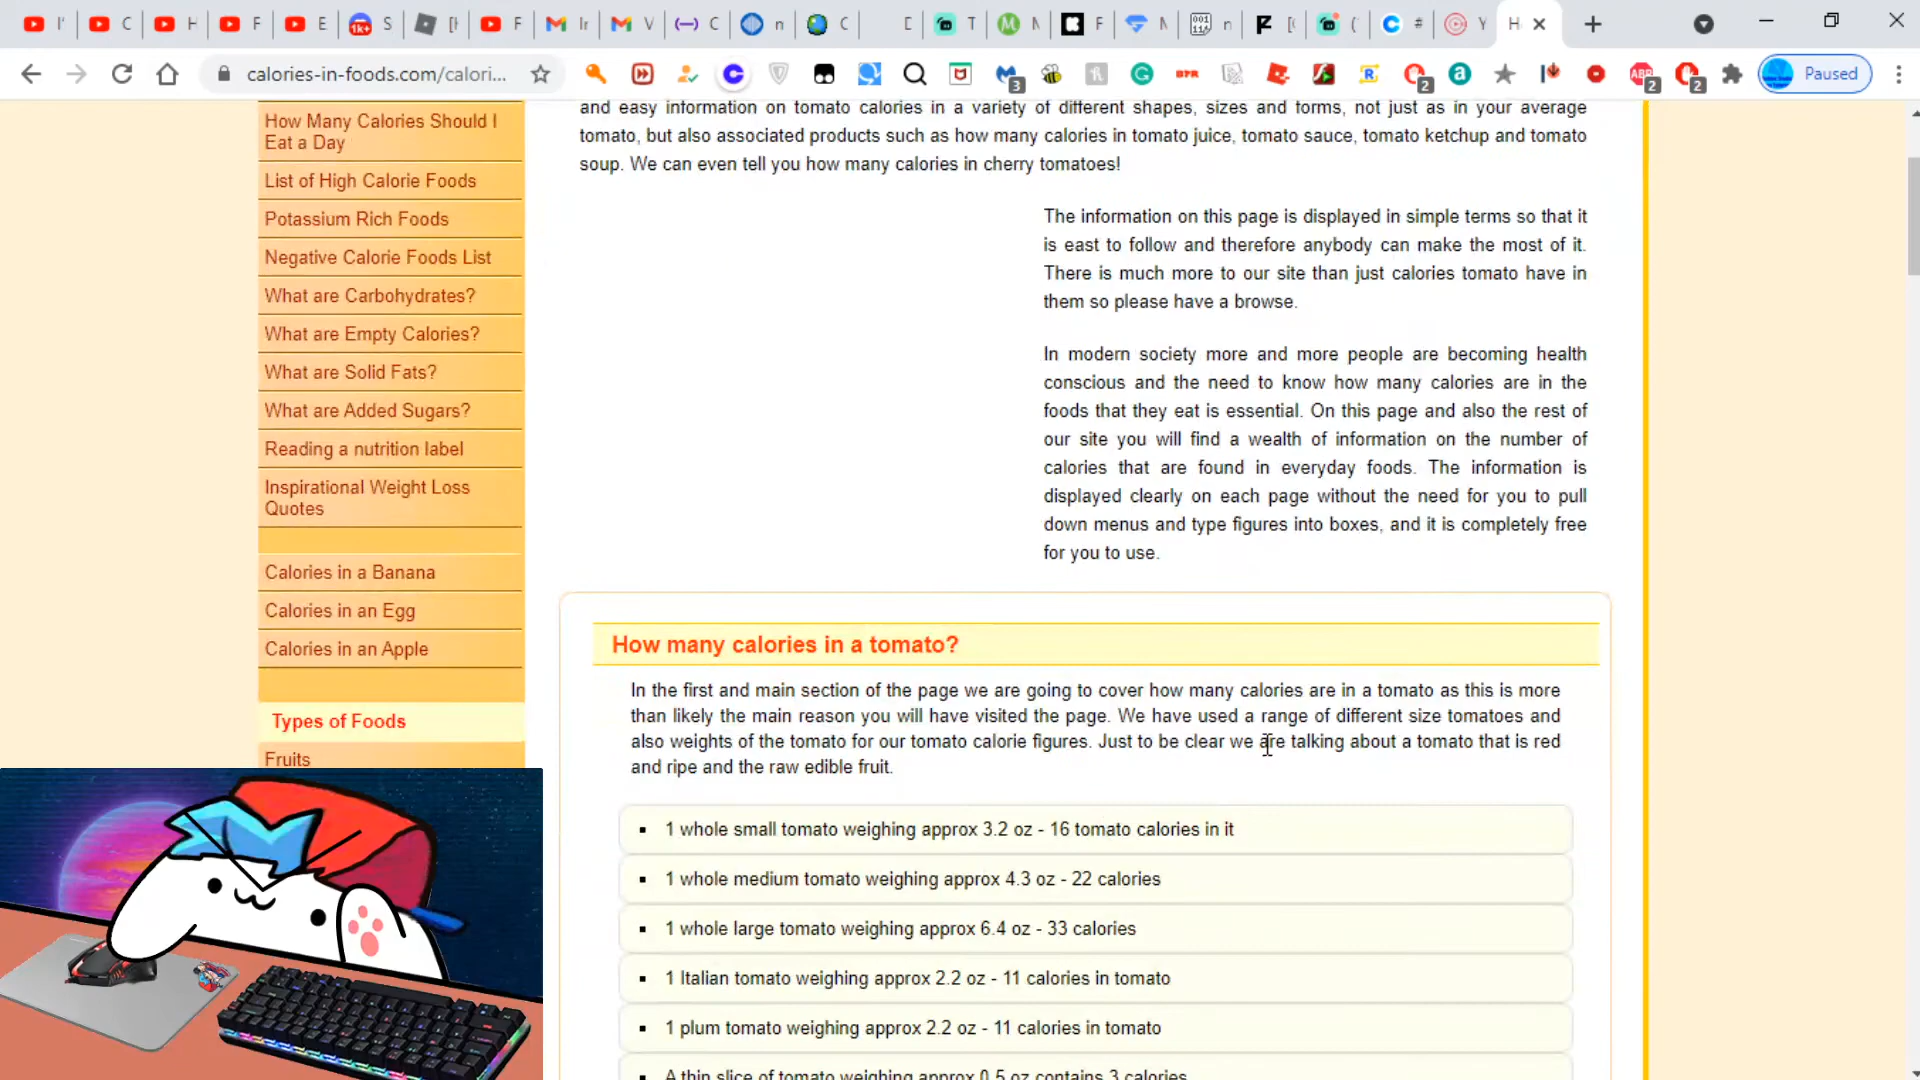 I'
C
H
F
E
S
[I
F
Ir
V
C
n
C
D
T
M
F
M
n
[(
(
#
Y
H
calories-in-foods.com/calori...
Paused
How Many Calories Should I
Eat a Day
List of High Calorie Foods
Potassium Rich Foods
Negative Calorie Foods List
What are Carbohydrates?
What are Empty Calories?
What are Solid Fats?
What are Added Sugars?
Reading a nutrition label
Inspirational Weight Loss
Quotes
Calories in a Banana
Calories in an Egg
Calories in an Apple
Types of Foods
Fruits
and easy information on tomato calories in a variety of different shapes, sizes and forms, not just as in your average
tomato, but also associated products such as how many calories in tomato juice, tomato sauce, tomato ketchup and tomato
soup. We can even tell you how many calories in cherry tomatoes!
The information on this page is displayed in simple terms so that it
is east to follow and therefore anybody can make the most of it.
There is much more to our site than just calories tomato have in
them so please have a browse.
In modern society more and more people are becoming health
conscious and the need to know how many calories are in the
foods that they eat is essential. On this page and also the rest of
our site you will find a wealth of information on the number of
calories that are found in everyday foods. The information is
displayed clearly on each page without the need for you to pull
down menus and type figures into boxes, and it is completely free
for you to use.
How many calories in a tomato?
In the first and main section of the page we are going to cover how many calories are in a tomato as this is more
than likely the main reason you will have visited the page. We have used a range of different size tomatoes and
also weights of the tomato for our tomato calorie figures. Just to be clear we are talking about a tomato that is red
and ripe and the raw edible fruit.
1 whole small tomato weighing approx 3.2 oz - 16 tomato calories in it
1 whole medium tomato weighing approx 4.3 oz - 22 calories
1 whole large tomato weighing approx 6.4 oz - 33 calories
1 Italian tomato weighing approx 2.2 oz - 11 calories in tomato
1 plum tomato weighing approx 2.2 oz - 11 calories in tomato
A thin slice of tomato weighing approx 0.5 oz contains 3 calories